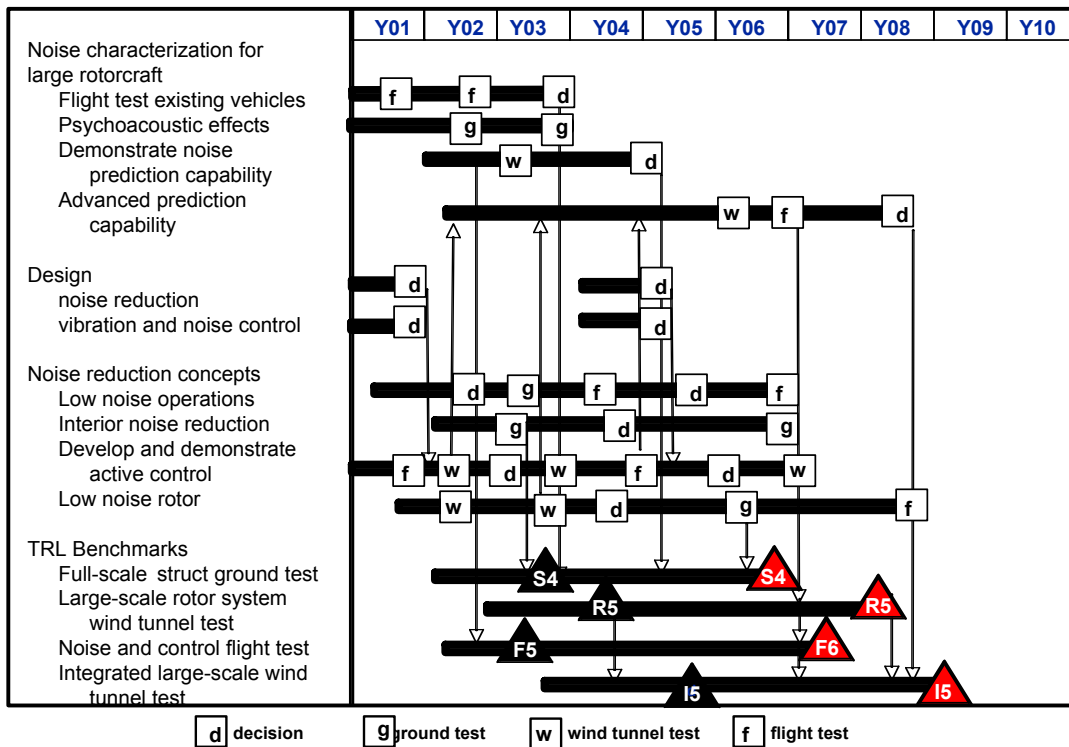 Y01 Y02 Y03 Y04 Y05 Y06 Y07 Y08 Y09 Y10
Noise characterization for
large rotorcraft
Flight test existing vehicles f f d
Psychoacoustic effects g g
Demonstrate noise w d
prediction capability
Advanced prediction
capability w f d
Design d d
noise reduction
vibration and noise control d d
Noise reduction concepts
Low noise operations d g f d f
Interior noise reduction g d g
Develop and demonstrate
active control f w d w f d w
Low noise rotor w w d g f
TRL Benchmarks
Full-scale struct ground test S4 S4
Large-scale rotor system R5 R5
wind tunnel test
Noise and control flight test F5 F6
Integrated large-scale wind
tunnel test I5 I5
d decision g ground test w wind tunnel test f flight test